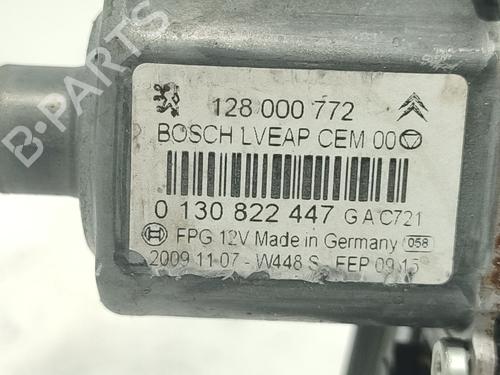 128 000 772
BOSCH LVEAP CEM 00
0 130 822 447 GA C721
FPG 12V Made in Germany 058
2009 11 07 - W448 S FEP 09.15
B-PARTS